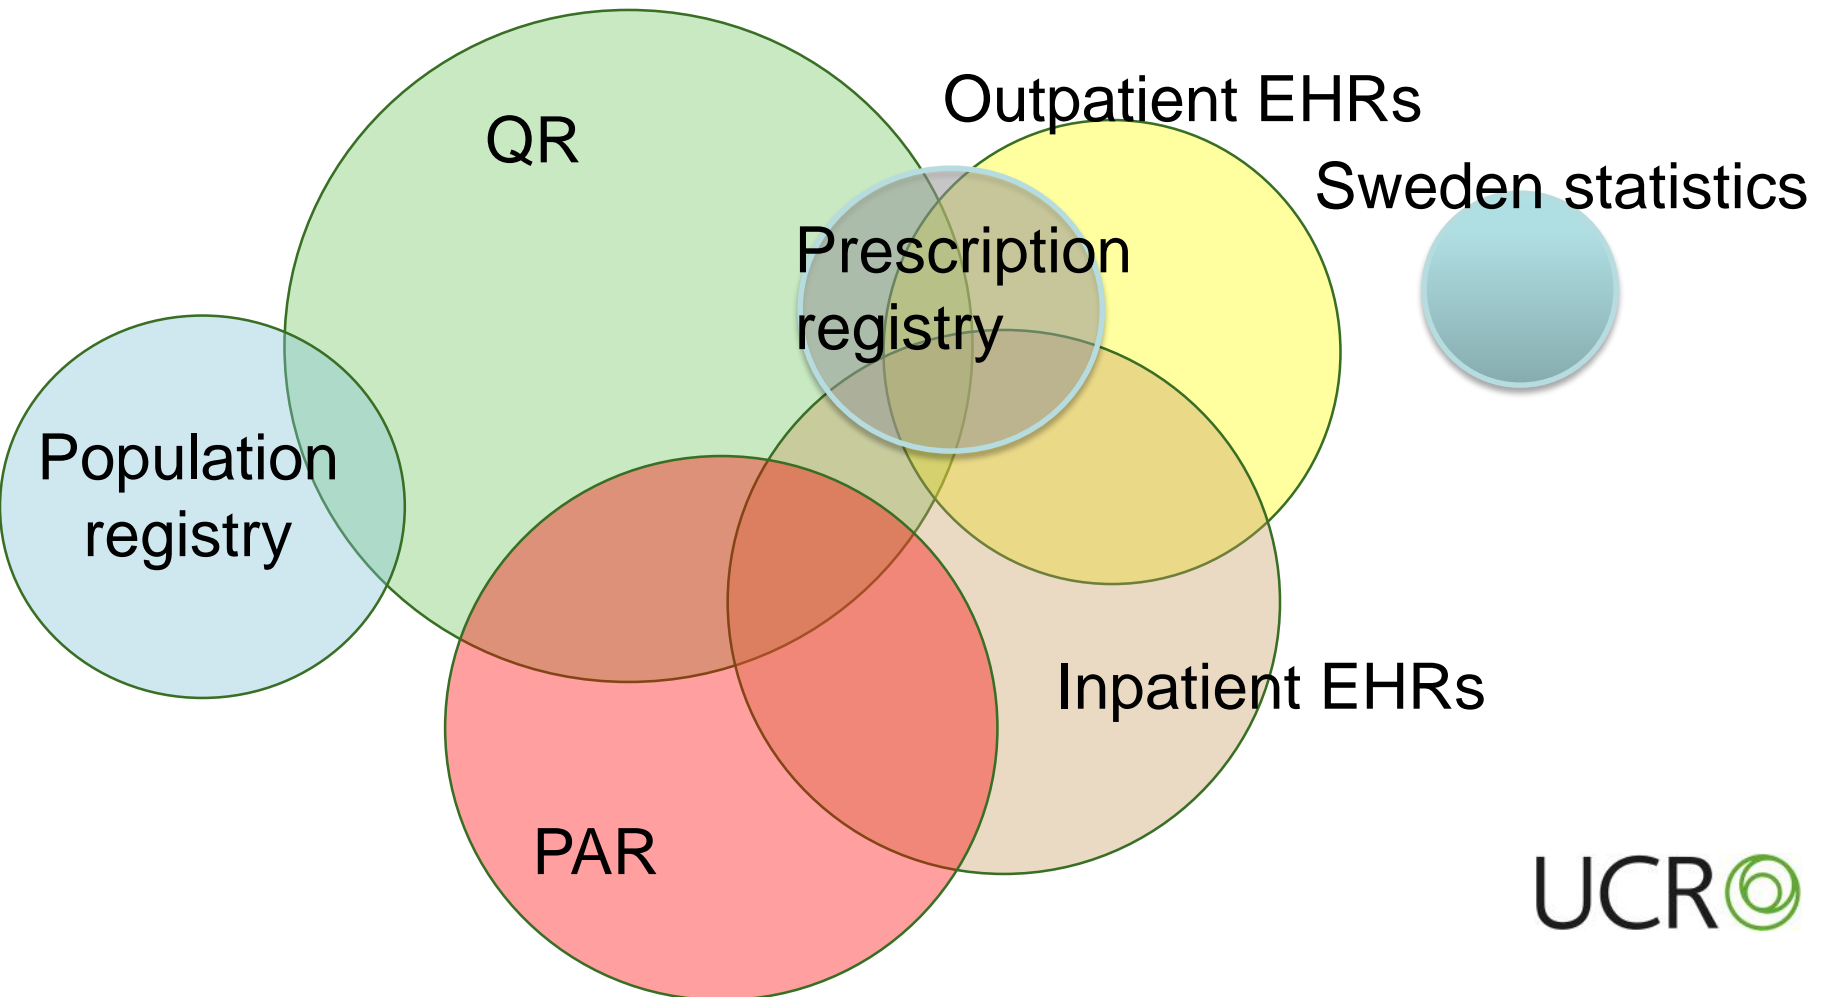 QR
Outpatient EHRs
Sweden statistics
Prescription
registry
Population
registry
Inpatient EHRs
PAR
UCR